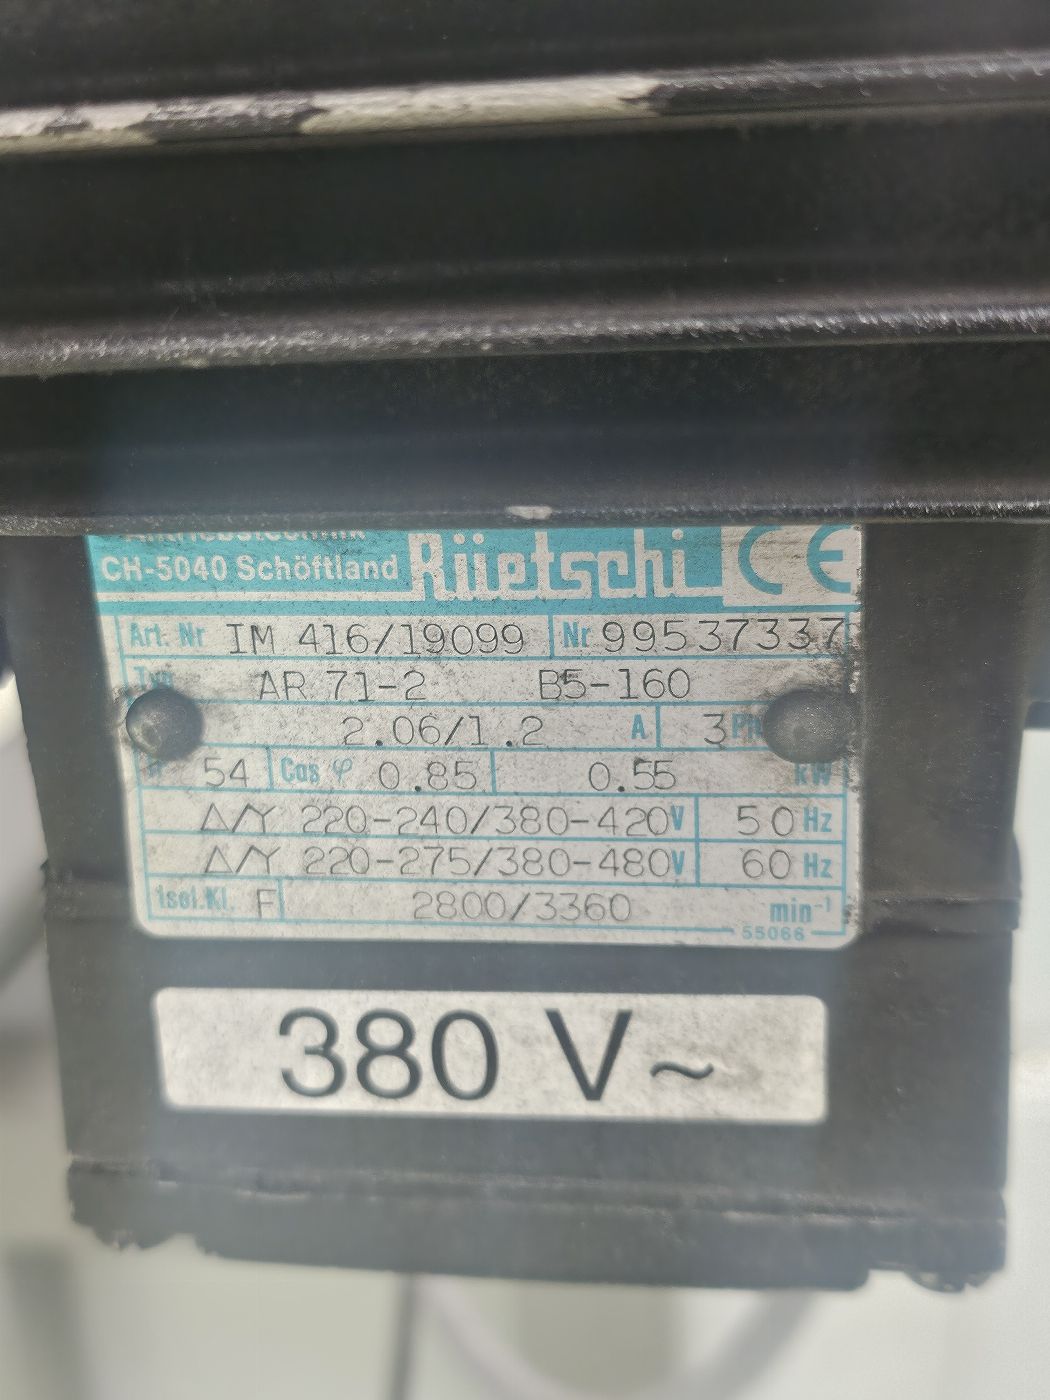 CH-5040 Schöftland Rüetschi CE
Art. Nr IM 416/19099 Nr 99537337
AR 71-2 B5-160
2.06/1.2 A 3
54 Cos φ 0.85 0.55 kW
Δ/Y 220-240/380-420V 50 Hz
Δ/Y 220-275/380-480V 60 Hz
Isol.Kl. F 2800/3360 min⁻¹
55066
380 V~